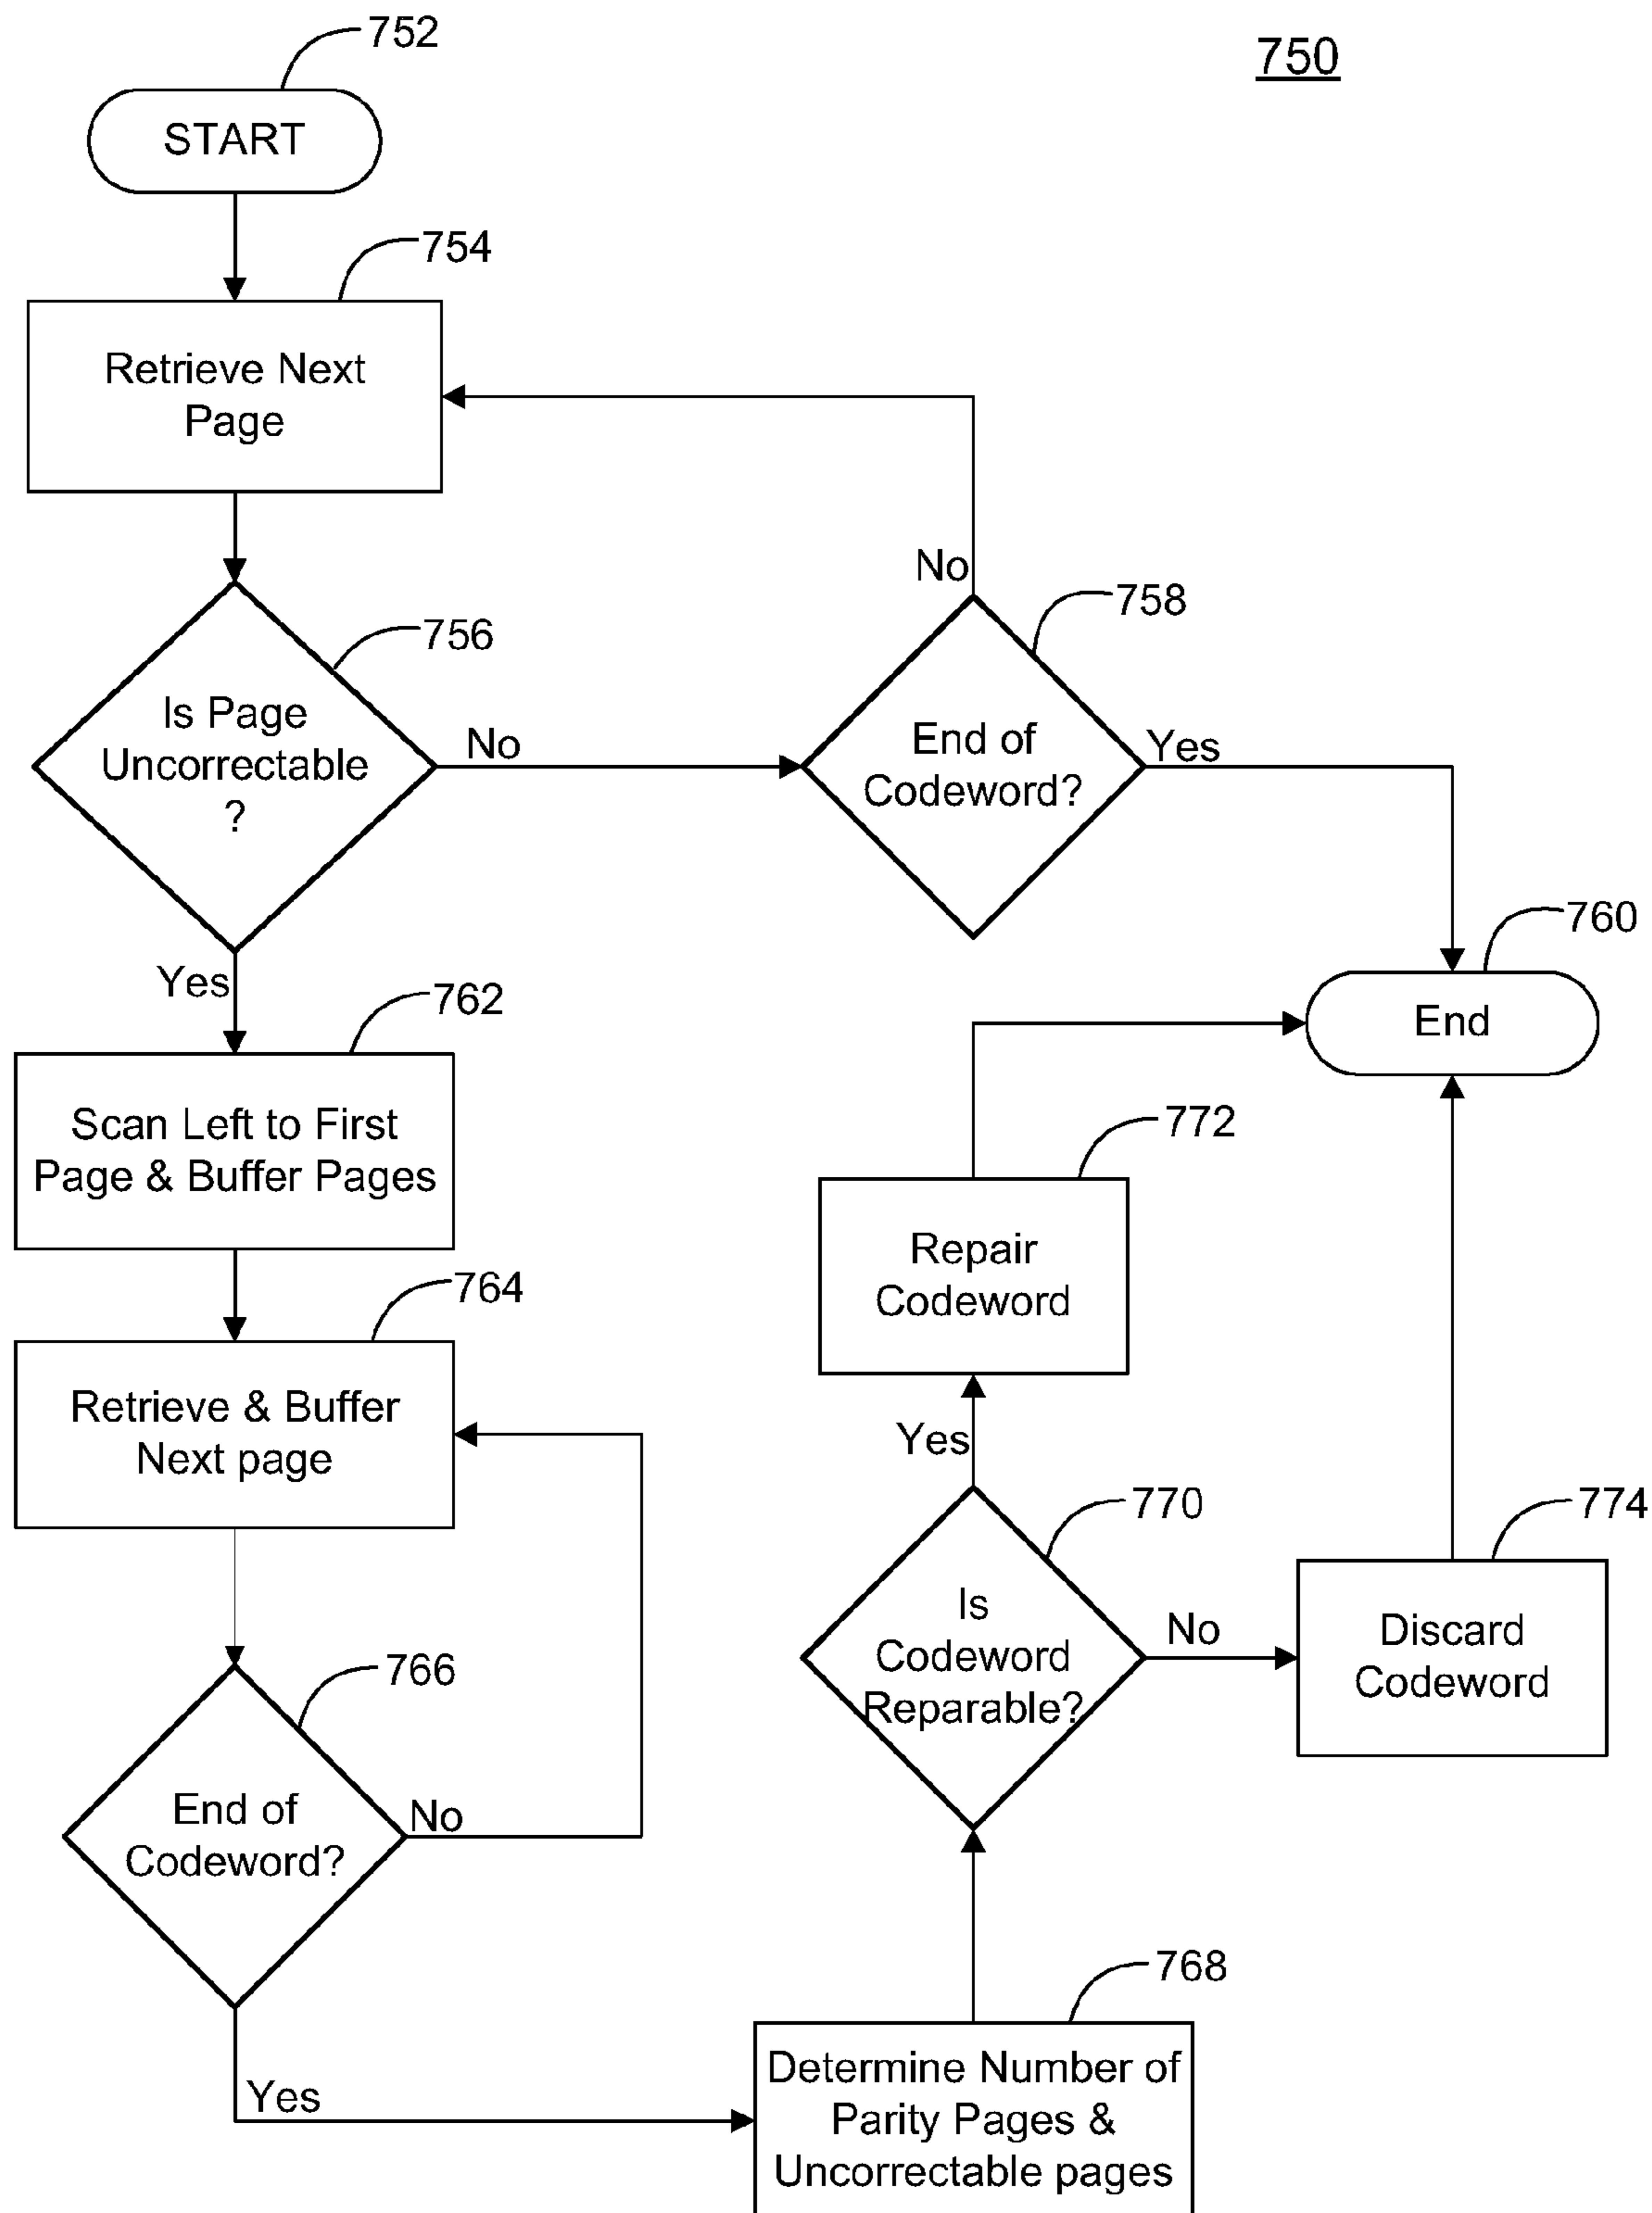 752
750
START
754
Retrieve Next
Page
No
758
756
Is Page
Uncorrectable
?
No
End of
Codeword?
Yes
760
End
Yes
762
Scan Left to First
Page & Buffer Pages
772
Repair
Codeword
764
Retrieve & Buffer
Next page
Yes
770
Is
Codeword
Reparable?
No
774
Discard
Codeword
766
End of
Codeword?
No
Yes
768
Determine Number of
Parity Pages &
Uncorrectable pages